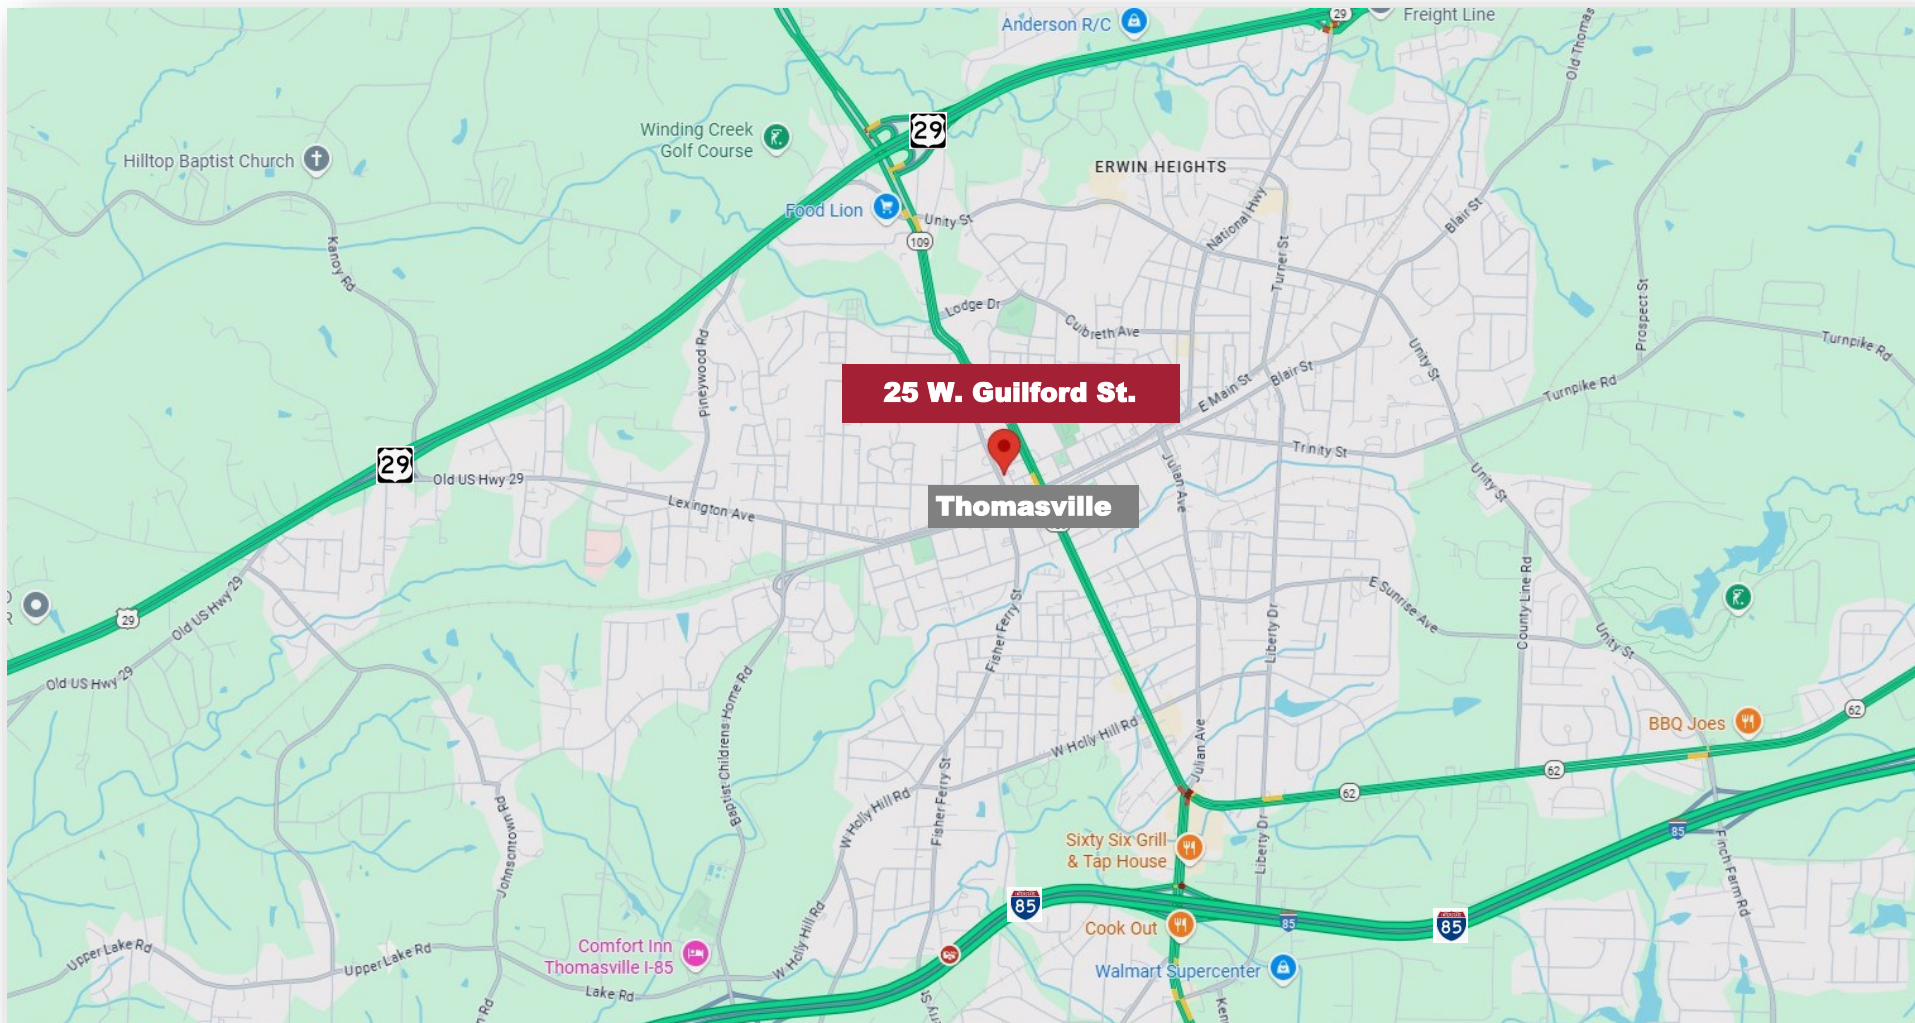 Anderson R/C
29
Freight Line
Old Thomas
Winding Creek
Golf Course
29
Hilltop Baptist Church
ERWIN HEIGHTS
Food Lion
Unity St
109
National Hwy
Turner St
Blair St
Kanoy Rd
Lodge Dr
Culbreth Ave
Prospect St
Turnpike Rd
Pineywood Rd
Unity St
25 W. Guilford St.
E Main St
Blair St
Turnpike Rd
29
Old US Hwy 29
Lexington Ave
Trinity St
Julian Ave
Unity St
Thomasville
Old US Hwy 29
29
Fisher Ferry St
Liberty Dr
E Sunrise Ave
County Line Rd
Unity St
Old US Hwy 29
Baptist Childrens Home Rd
W Holly Hill Rd
Julian Ave
BBQ Joes
62
62
62
Johnsontown Rd
W Holly Hill Rd
Fisher Ferry St
Sixty Six Grill
& Tap House
Liberty Dr
85
Finch Farm Rd
85
85
85
Cook Out
W Holly Hill Rd
Upper Lake Rd
Upper Lake Rd
Comfort Inn
Thomasville I-85
Walmart Supercenter
Lake Rd